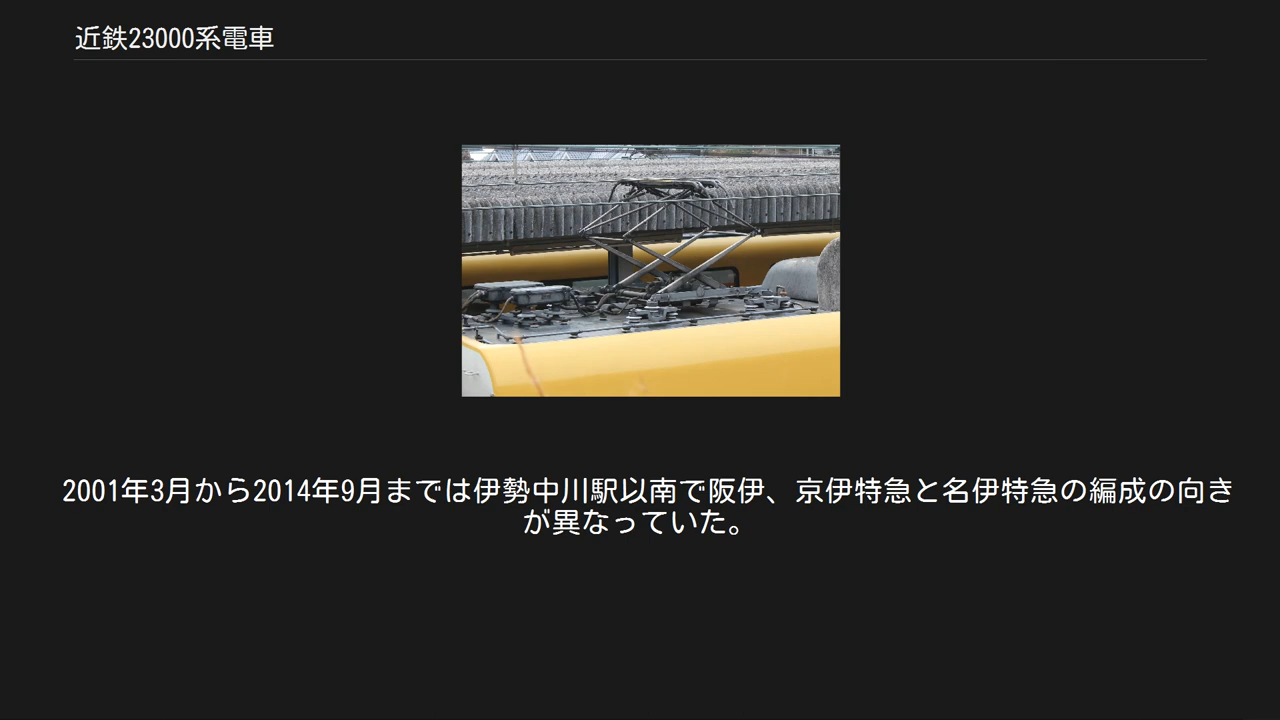 近鉄23000系電車
2001年3月から2014年9月までは伊勢中川駅以南で阪伊、京伊特急と名伊特急の編成の向き
が異なっていた。